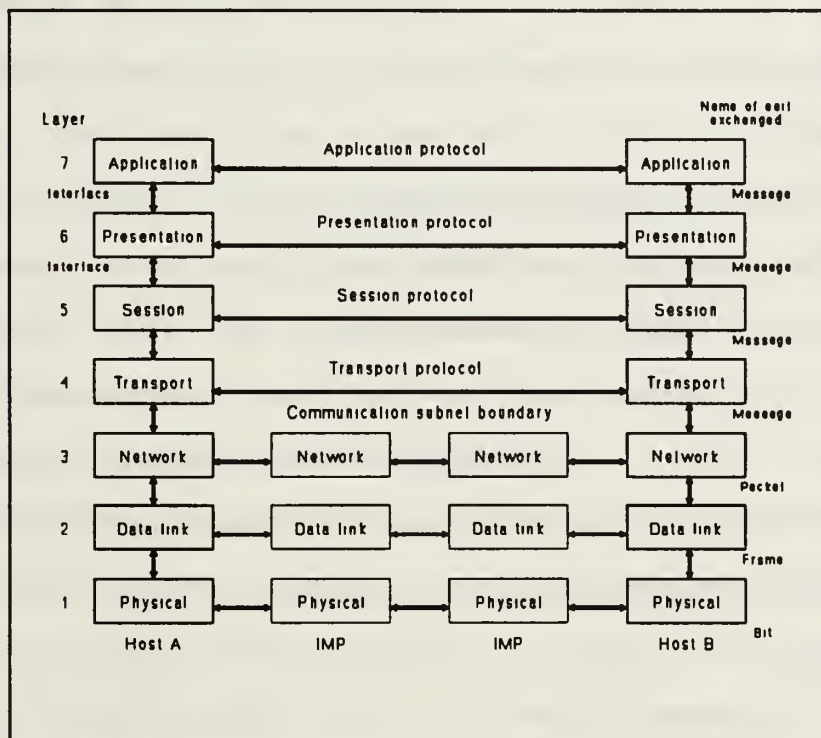 Layer
Name of unit
exchanged
7
Application
Application protocol
Application
Interface
Message
6
Presentation
Presentation protocol
Presentation
Interface
Message
5
Session
Session protocol
Session
Message
4
Transport
Transport protocol
Transport
Communication subnet boundary
Message
3
Network
Network
Network
Network
Packet
2
Data link
Data link
Data link
Data link
Frame
1
Physical
Physical
Physical
Physical
Bit
Host A
IMP
IMP
Host B